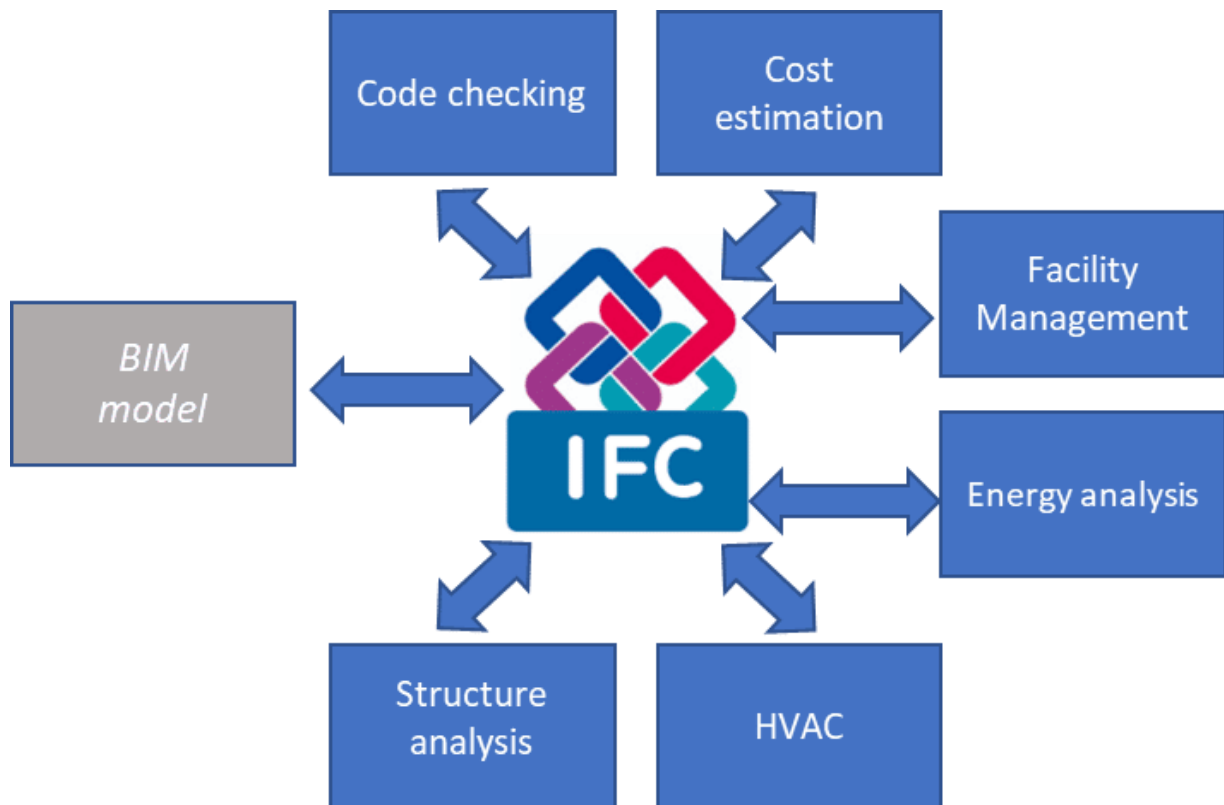 Code checking
Cost
estimation
Facility
Management
BIM
model
IFC
Energy analysis
Structure
analysis
HVAC